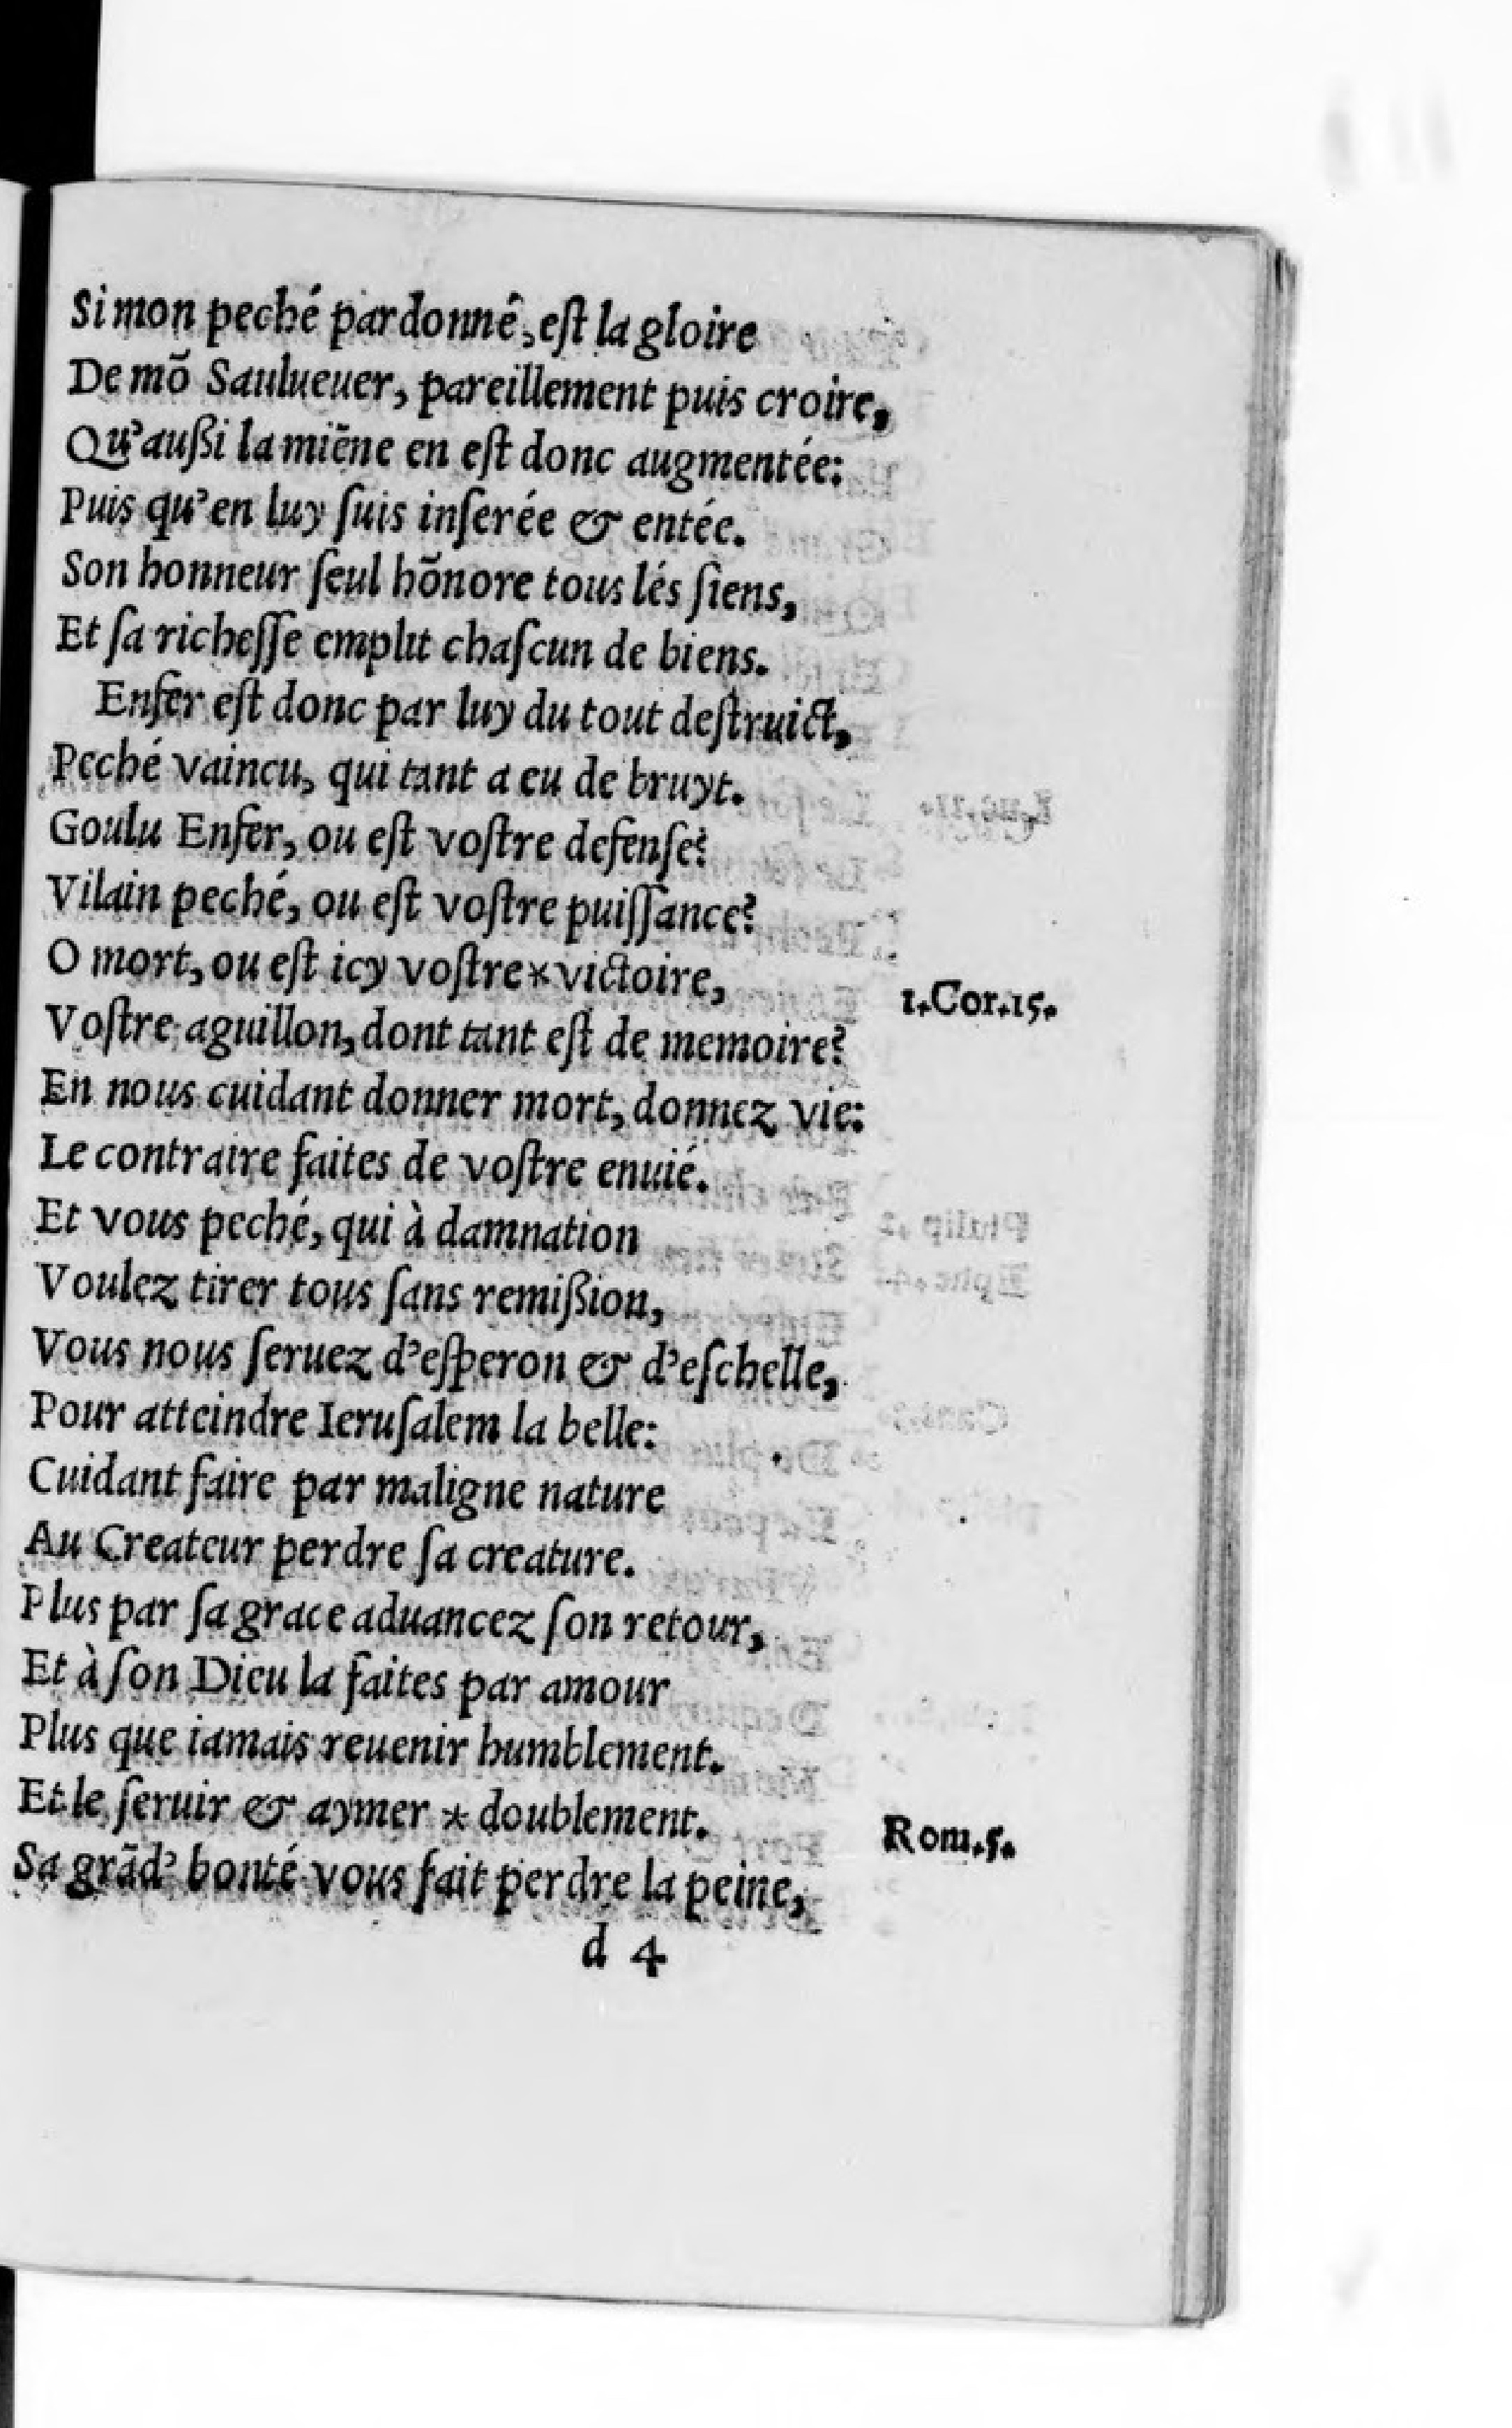 Si mon peché pardonné, eſt la gloire
De mõ Saulueuer, pareillement puis croire,
Qu'außi la miẽne en eſt donc augmentée:
Puis qu'en luy ſuis inſerée & entée.
Son honneur ſeul hõnore tous lés ſiens,
Et ſa richeſſe emplit chaſcun de biens.
Enfer eſt donc par luy du tout deſtruict,
Peché vaincu, qui tant a eu de bruyt.
Goulu Enfer, ou eſt voſtre defenſe?
Vilain peché, ou eſt voſtre puiſſance?
O mort, ou eſt icy voſtre * victoire,
1.Cor.15.
Voſtre aguillon, dont tant eſt de memoire?
En nous cuidant donner mort, donnez vie:
Le contraire faites de voſtre enuié.
Et vous peché, qui à damnation
Voulez tirer tous ſans remißion,
Vous nous ſeruez d'eſperon & d'eſchelle,
Pour atteindre Ieruſalem la belle:
Cuidant faire par maligne nature
Au Createur perdre ſa creature.
Plus par ſa grace aduancez ſon retour,
Et à ſon Dieu la faites par amour
Plus que iamais reuenir humblement.
Et le ſeruir & aymer * doublement.
Rom.5.
Sa grãd' bonté vous fait perdre la peine,
d 4